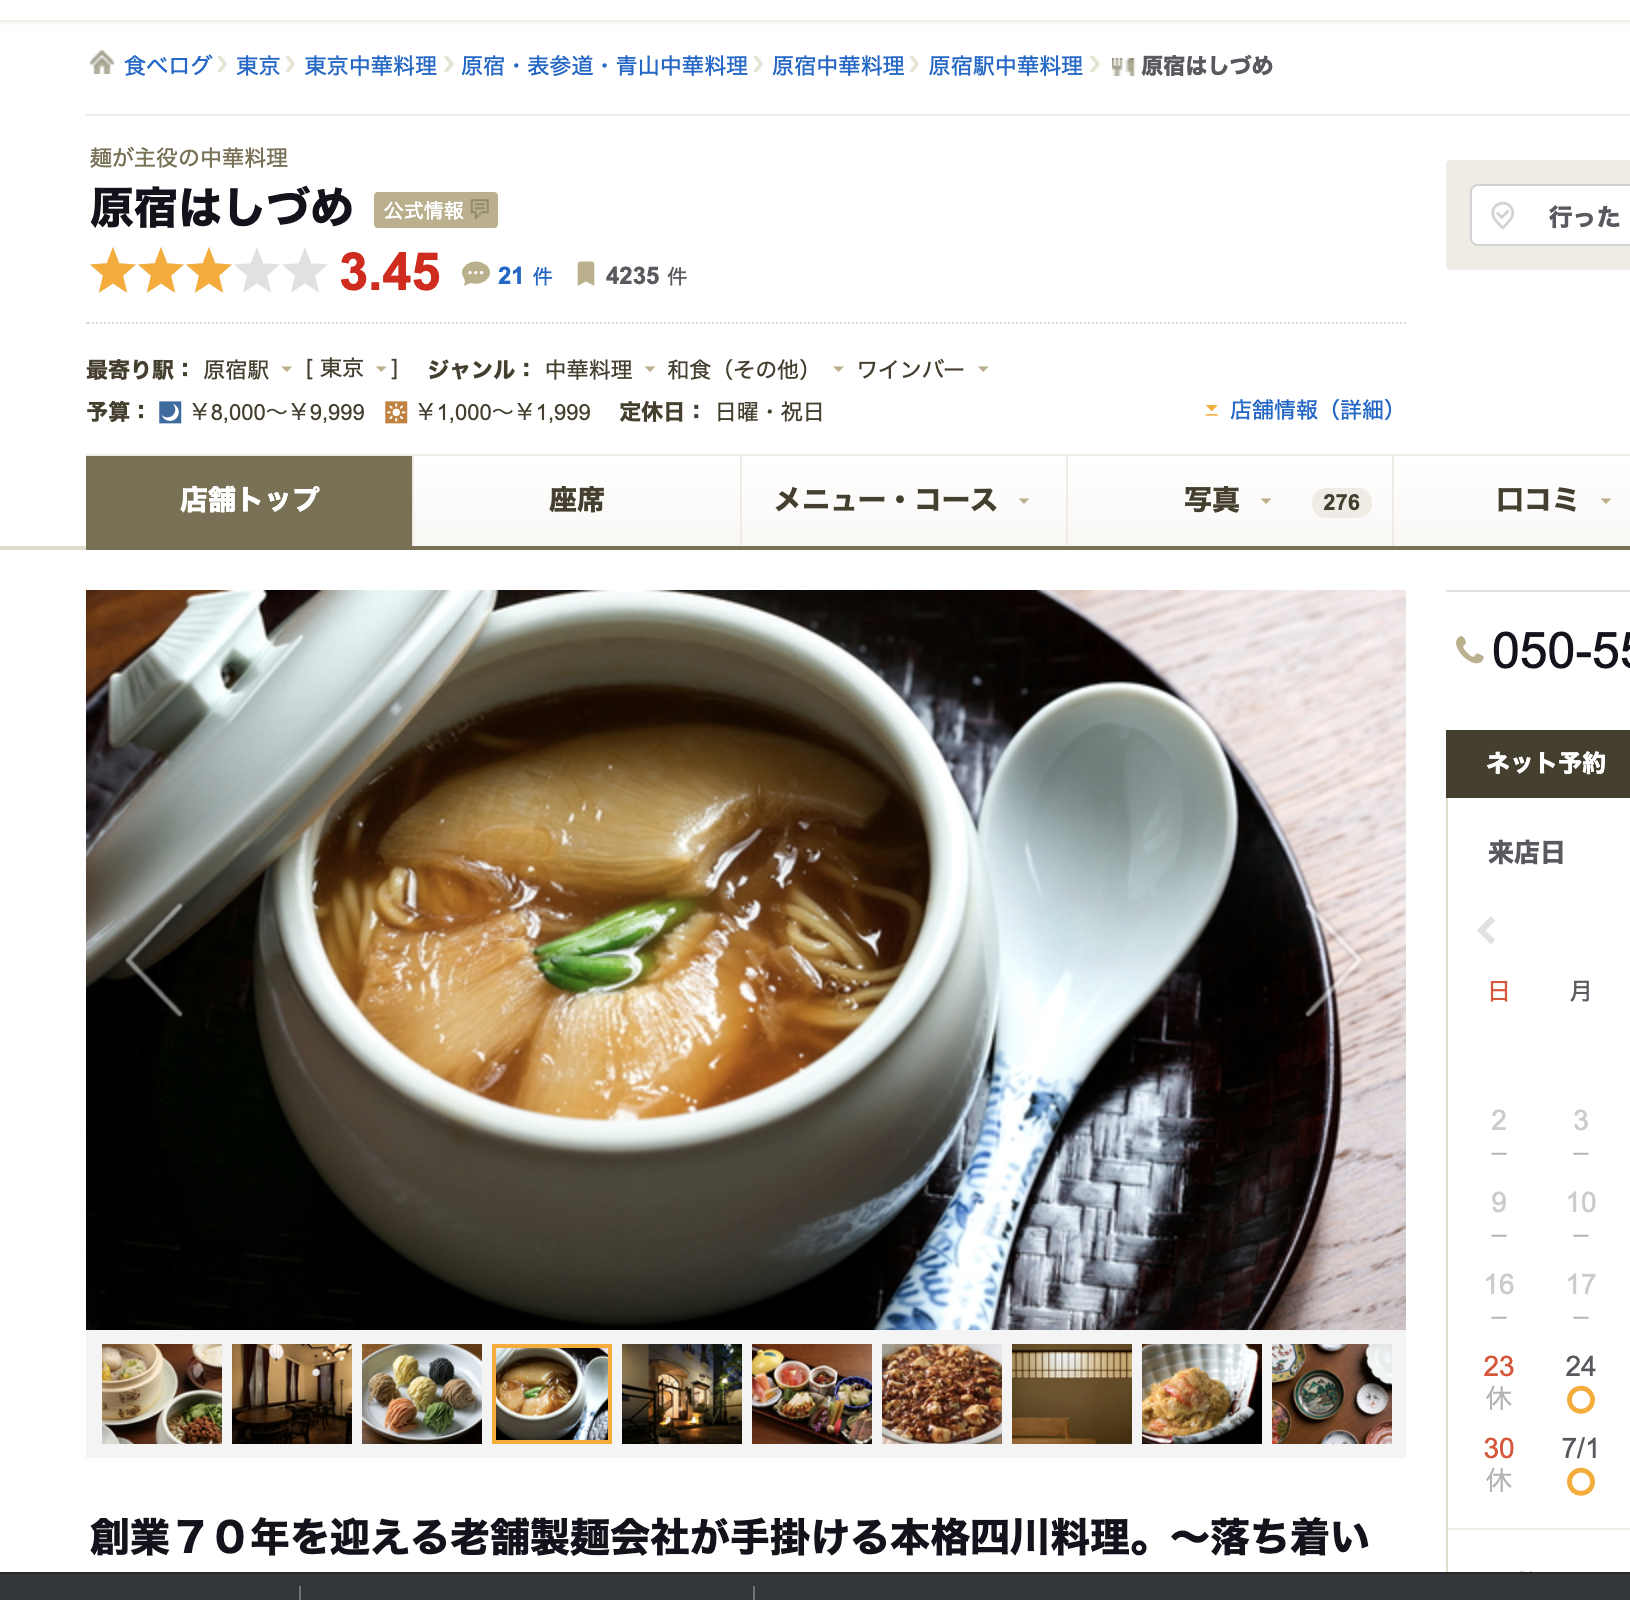 食べログ 東京 東京中華料理 原宿・表参道・青山中華料理 原宿中華料理 原宿駅中華料理 原宿はしづめ
麺が主役の中華料理
原宿はしづめ 公式情報
3.45 21 件 4235 件
行った
最寄り駅： 原宿駅 [ 東京 ] ジャンル： 中華料理 和食（その他） ワインバー
予算： ￥8,000～￥9,999 ￥1,000～￥1,999 定休日： 日曜・祝日
店舗情報（詳細）
店舗トップ 座席 メニュー・コース 写真 276 口コミ
050-55
ネット予約
来店日
日 月
2 3
－ －
9 10
－ －
16 17
－ －
23 24
休
30 7/1
休
創業７０年を迎える老舗製麺会社が手掛ける本格四川料理。～落ち着い